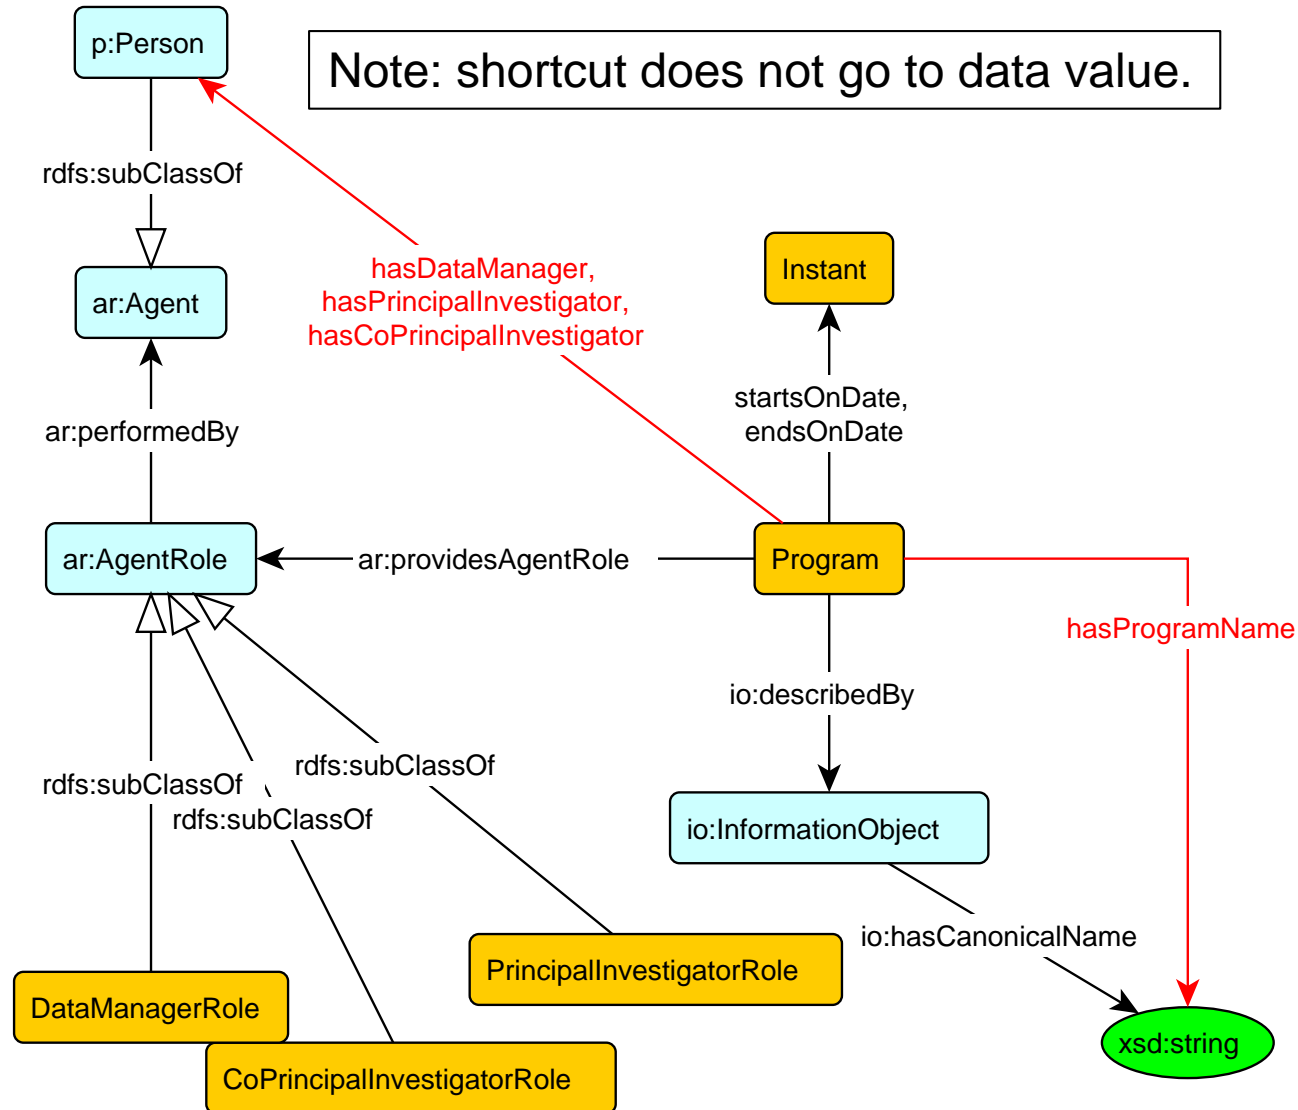 p:Person
Note: shortcut does not go to data value.
rdfs:subClassOf
hasDataManager,
hasPrincipalInvestigator,
hasCoPrincipalInvestigator
Instant
ar:Agent
startsOnDate,
endsOnDate
ar:performedBy
ar:AgentRole
ar:providesAgentRole
Program
hasProgramName
io:describedBy
rdfs:subClassOf
rdfs:subClassOf
rdfs:subClassOf
io:InformationObject
io:hasCanonicalName
PrincipalInvestigatorRole
DataManagerRole
xsd:string
CoPrincipalInvestigatorRole